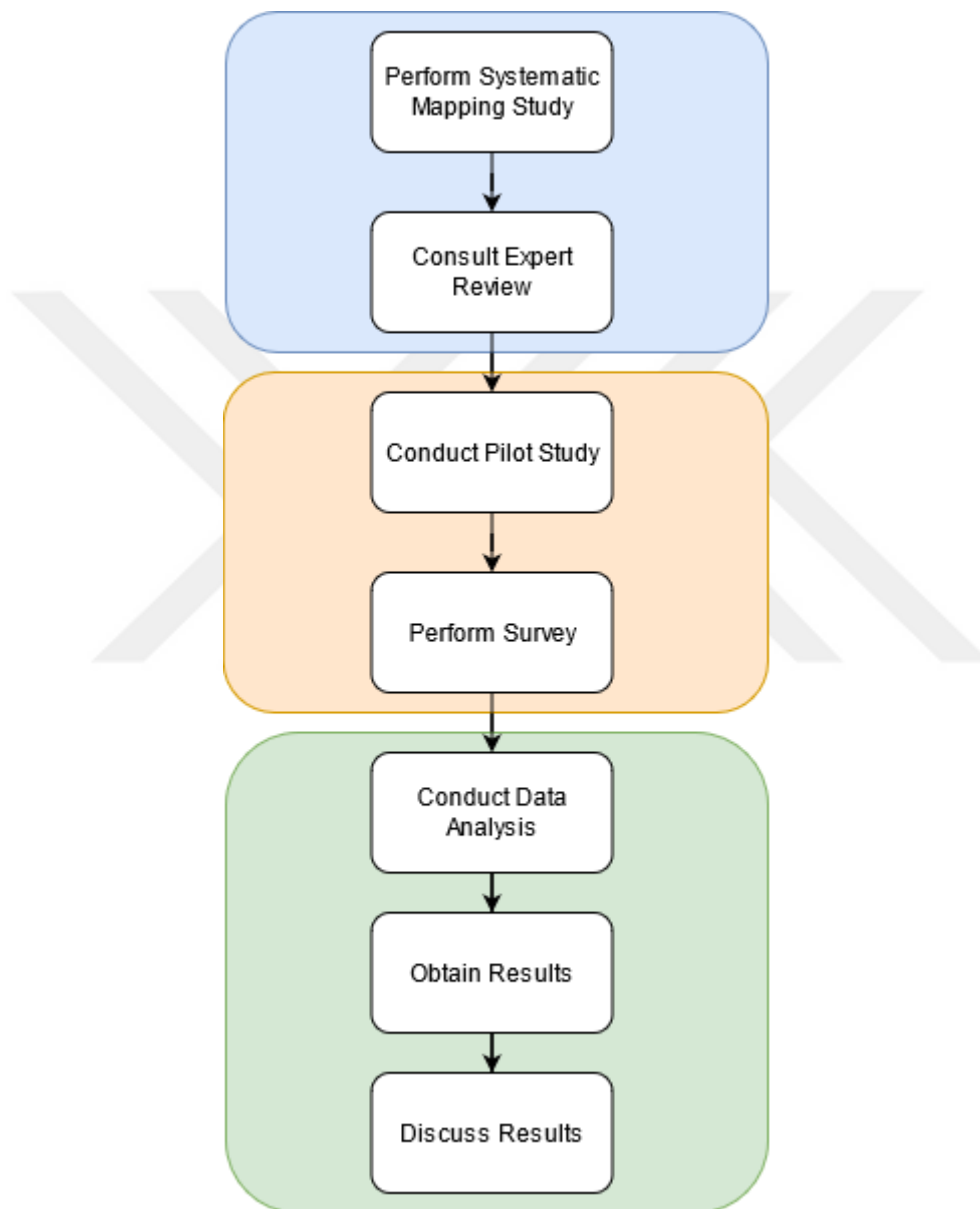 Perform Systematic
Mapping Study
Consult Expert
Review
Conduct Pilot Study
Perform Survey
Conduct Data
Analysis
Obtain Results
Discuss Results